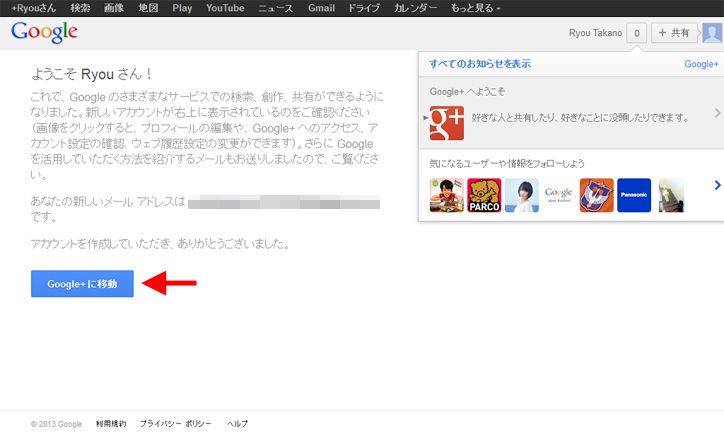 +Ryouさん 検索 画像 地図 Play YouTube ニュース Gmail ドライブ カレンダー もっと見る
Google
Ryou Takano 0 + 共有
ようこそ Ryou さん！
これで、Google のさまざまなサービスでの検索、創作、共有ができるように
なりました。新しいアカウントが右上に表示されているのをご確認ください
（画像をクリックすると、プロフィールの編集や、Google+ へのアクセス、ア
カウント設定の確認、ウェブ履歴設定の変更ができます）。さらに Google
を活用していただく方法を紹介するメールもお送りしましたので、ご覧くださ
い。
あなたの新しいメール アドレスは
です。
アカウントを作成していただき、ありがとうございました。
Google+ に移動
すべてのお知らせを表示 Google+
Google+ へようこそ
g+
好きな人と共有したり、好きなことに没頭したりできます。
気になるユーザーや情報をフォローしよう
PARCO
Google
Panasonic
© 2013 Google 利用規約 プライバシー ポリシー ヘルプ